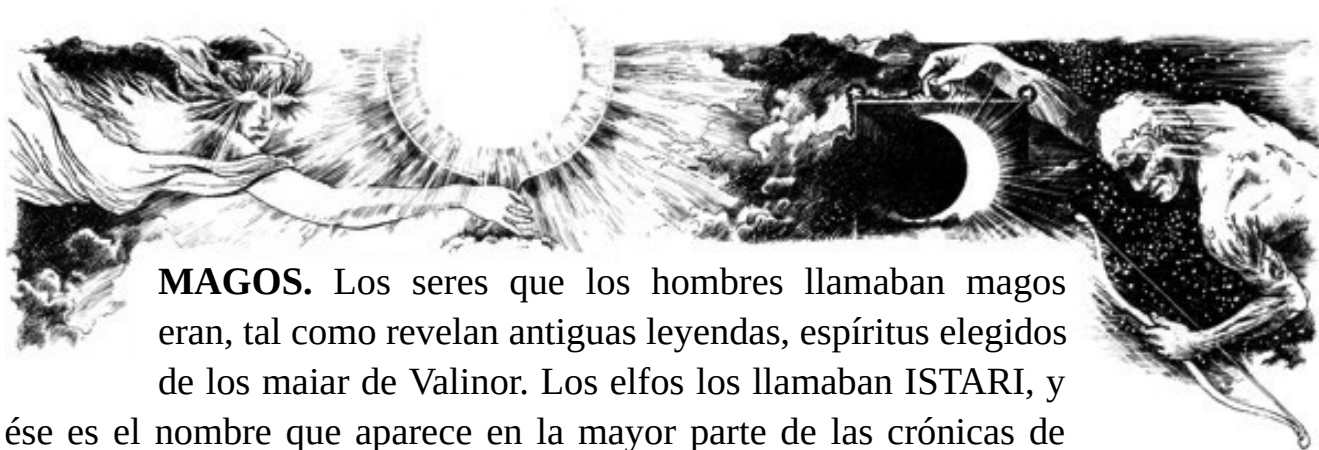 MAGOS. Los seres que los hombres llamaban magos
eran, tal como revelan antiguas leyendas, espíritus elegidos
de los maiar de Valinor. Los elfos los llamaban ISTARI, y
ése es el nombre que aparece en la mayor parte de las crónicas de